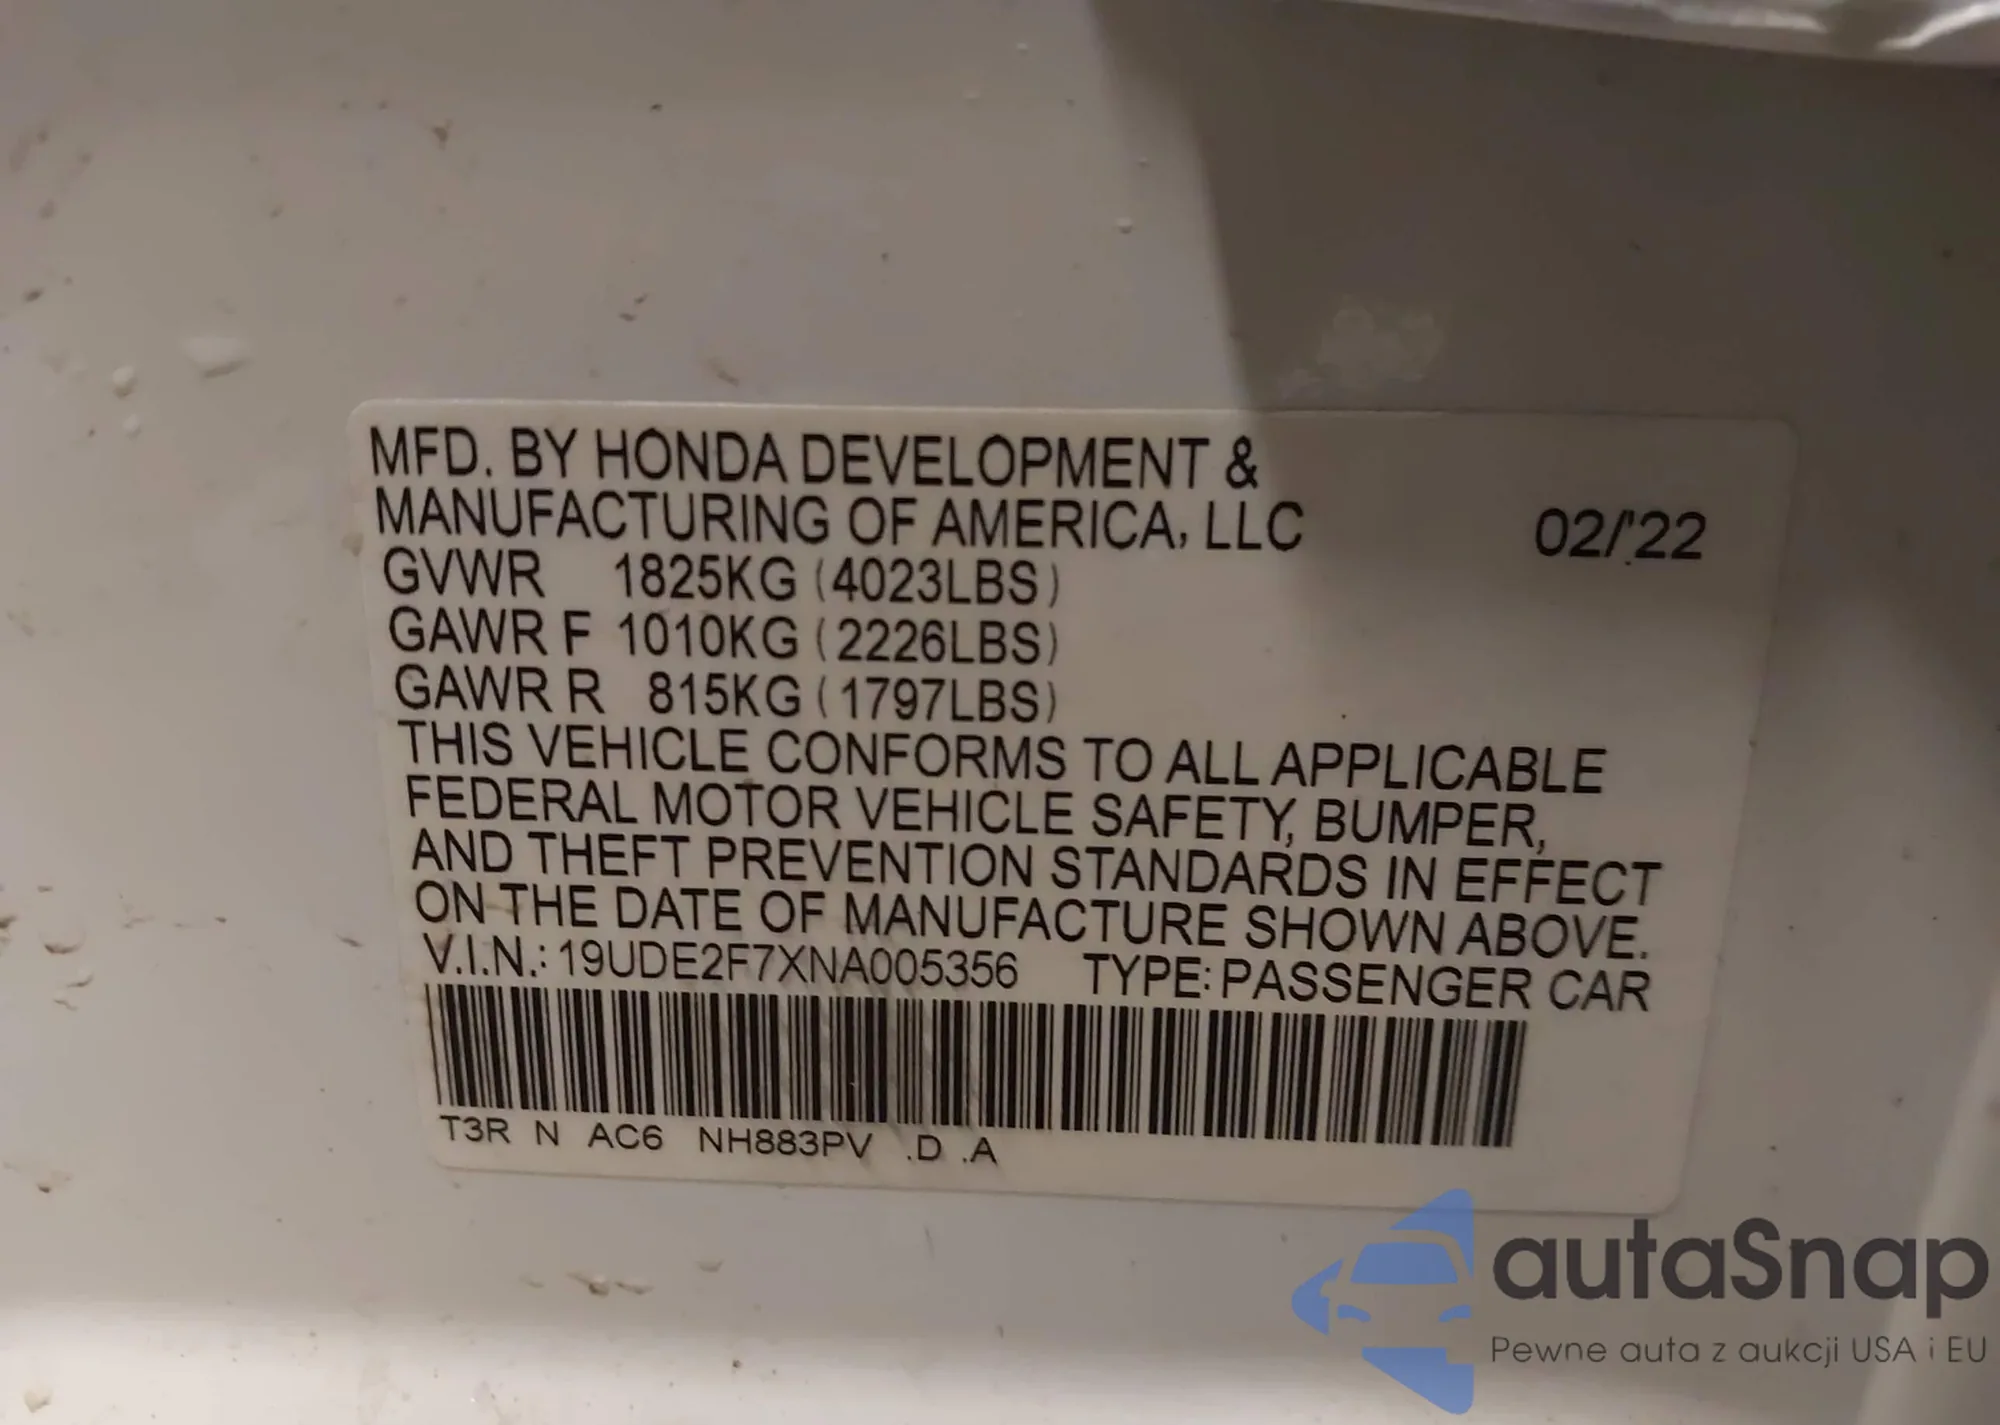 MFD. BY HONDA DEVELOPMENT &
MANUFACTURING OF AMERICA, LLC 02/'22
GVWR 1825KG (4023LBS)
GAWR F 1010KG (2226LBS)
GAWR R 815KG (1797LBS)
THIS VEHICLE CONFORMS TO ALL APPLICABLE
FEDERAL MOTOR VEHICLE SAFETY, BUMPER,
AND THEFT PREVENTION STANDARDS IN EFFECT
ON THE DATE OF MANUFACTURE SHOWN ABOVE.
V.I.N.: 19UDE2F7XNA005356 TYPE: PASSENGER CAR
T3R N AC6 NH883PV .D .A
autaSnap
Pewne auta z aukcji USA i EU